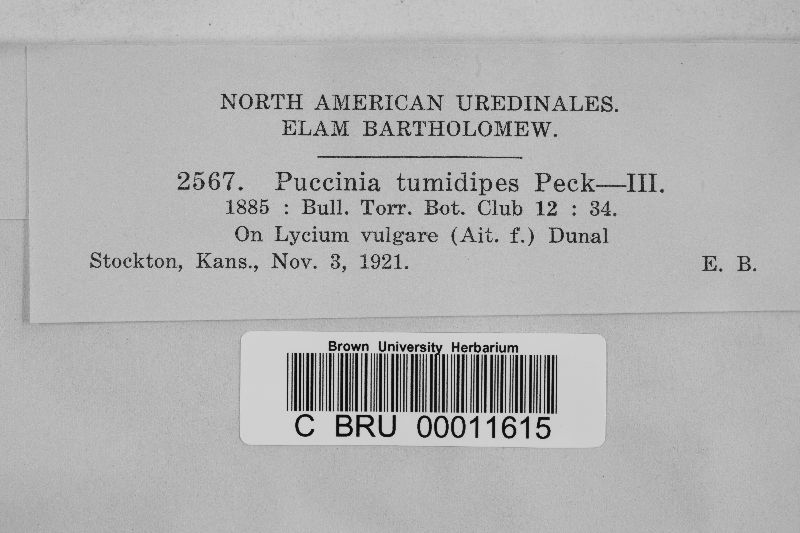 NORTH AMERICAN UREDINALES.
ELAM BARTHOLOMEW.
2567. Puccinia tumidipes Peck—III.
1885 : Bull. Torr. Bot. Club 12 : 34.
On Lycium vulgare (Ait. f.) Dunal
Stockton, Kans., Nov. 3, 1921. E. B.
Brown University Herbarium
C BRU 00011615